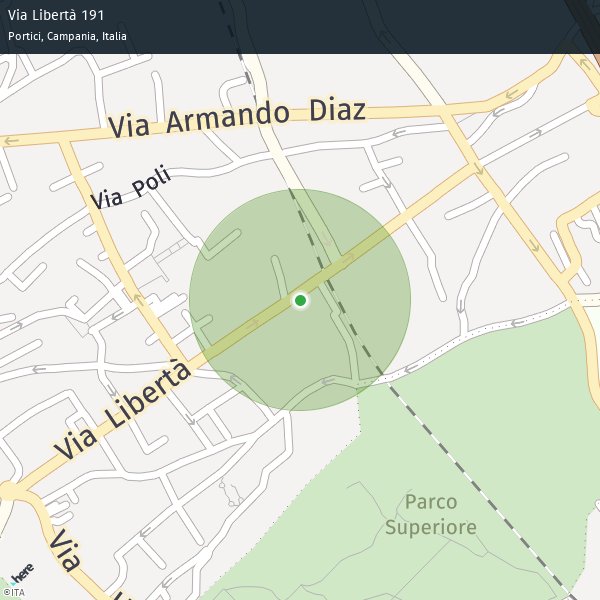 Via Libertà 191
Portici, Campania, Italia
Via Armando Diaz
Via Poli
Via Libertà
Parco
Superiore
Via
here
©ITA